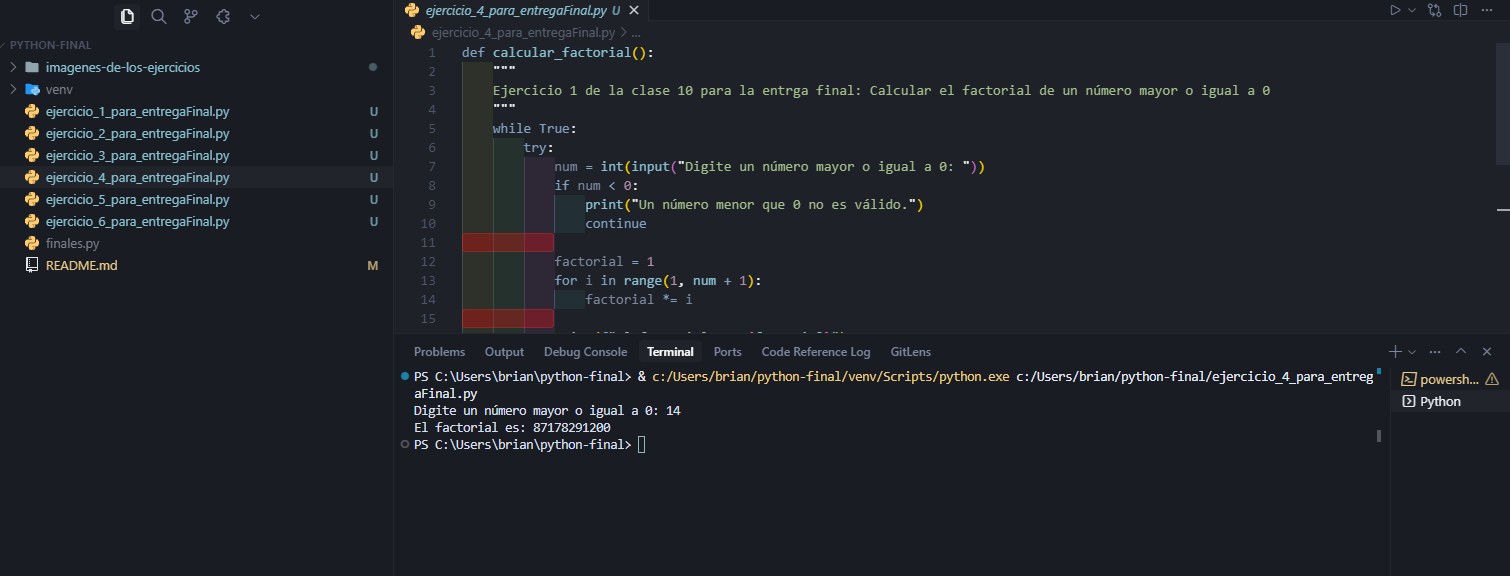 ejercicio_4_para_entregaFinal.py U
PYTHON-FINAL
imagenes-de-los-ejercicios
venv
ejercicio_1_para_entregaFinal.py U
ejercicio_2_para_entregaFinal.py U
ejercicio_3_para_entregaFinal.py U
ejercicio_4_para_entregaFinal.py U
ejercicio_5_para_entregaFinal.py U
ejercicio_6_para_entregaFinal.py U
finales.py
README.md M
ejercicio_4_para_entregaFinal.py > ...
1 def calcular_factorial():
2 """
3 Ejercicio 1 de la clase 10 para la entrga final: Calcular el factorial de un número mayor o igual a 0
4 """
5 while True:
6 try:
7 num = int(input("Digite un número mayor o igual a 0: "))
8 if num < 0:
9 print("Un número menor que 0 no es válido.")
10 continue
11
12 factorial = 1
13 for i in range(1, num + 1):
14 factorial *= i
15
Problems Output Debug Console Terminal Ports Code Reference Log GitLens
PS C:\Users\brian\python-final> & c:/Users/brian/python-final/venv/Scripts/python.exe c:/Users/brian/python-final/ejercicio_4_para_entreg
aFinal.py
Digite un número mayor o igual a 0: 14
El factorial es: 87178291200
PS C:\Users\brian\python-final>
powersh...
Python